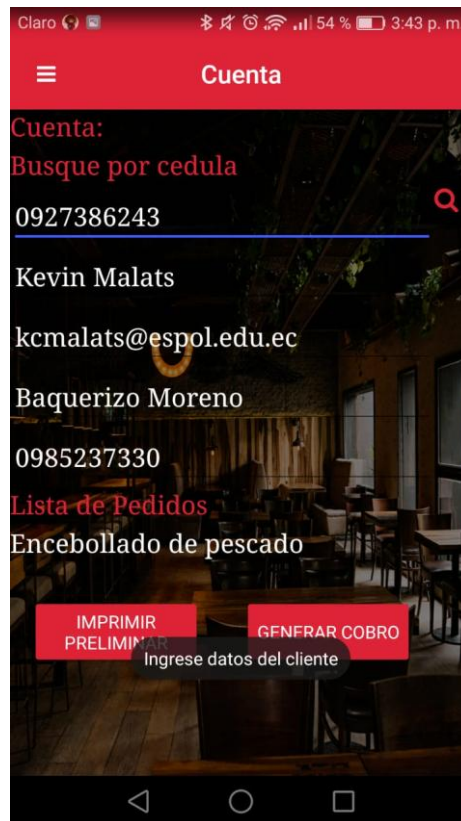 Claro 54 % 3:43 p. m
Cuenta
Cuenta:
Busque por cedula
0927386243
Kevin Malats
kcmalats@espol.edu.ec
Baquerizo Moreno
0985237330
Lista de Pedidos
Encebollado de pescado
IMPRIMIR
PRELIMINAR
GENERAR COBRO
Ingrese datos del cliente